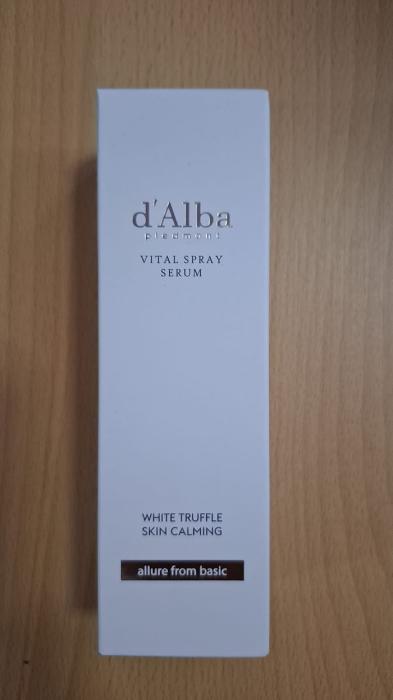 d'Alba
piedmont
VITAL SPRAY
SERUM
WHITE TRUFFLE
SKIN CALMING
allure from basic